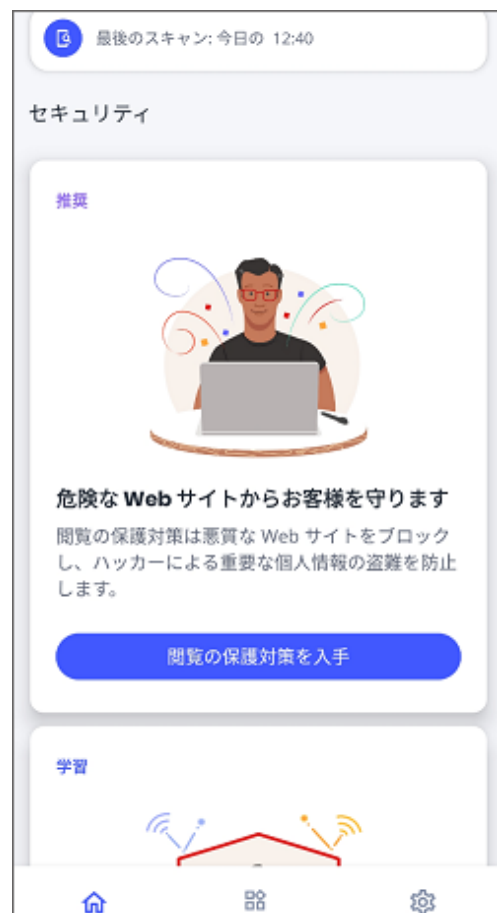 最後のスキャン: 今日の 12:40
セキュリティ
推奨
危険な Web サイトからお客様を守ります
閲覧の保護対策は悪質な Web サイトをブロック
し、ハッカーによる重要な個人情報の盗難を防止
します。
閲覧の保護対策を入手
学習